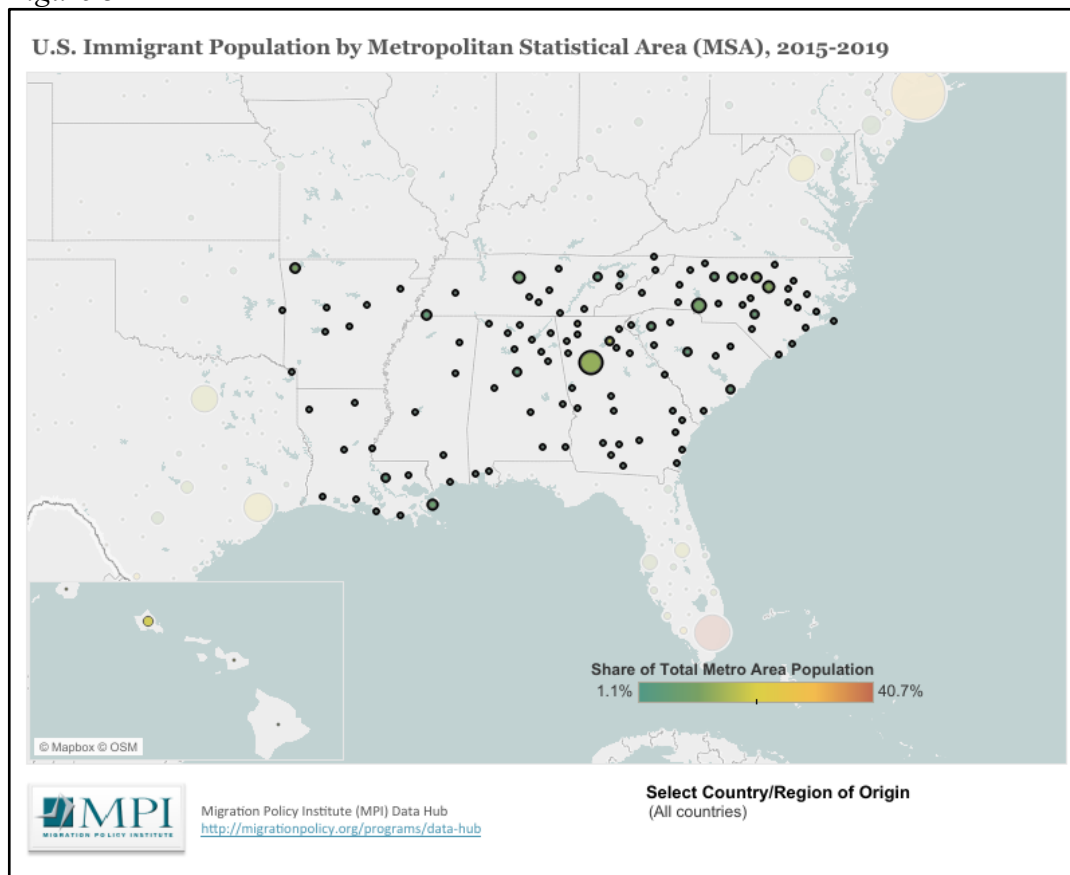 U.S. Immigrant Population by Metropolitan Statistical Area (MSA), 2015-2019
Share of Total Metro Area Population
1.1% 40.7%
© Mapbox © OSM
MPI
MIGRATION POLICY INSTITUTE
Migration Policy Institute (MPI) Data Hub
http://migrationpolicy.org/programs/data-hub
Select Country/Region of Origin
(All countries)